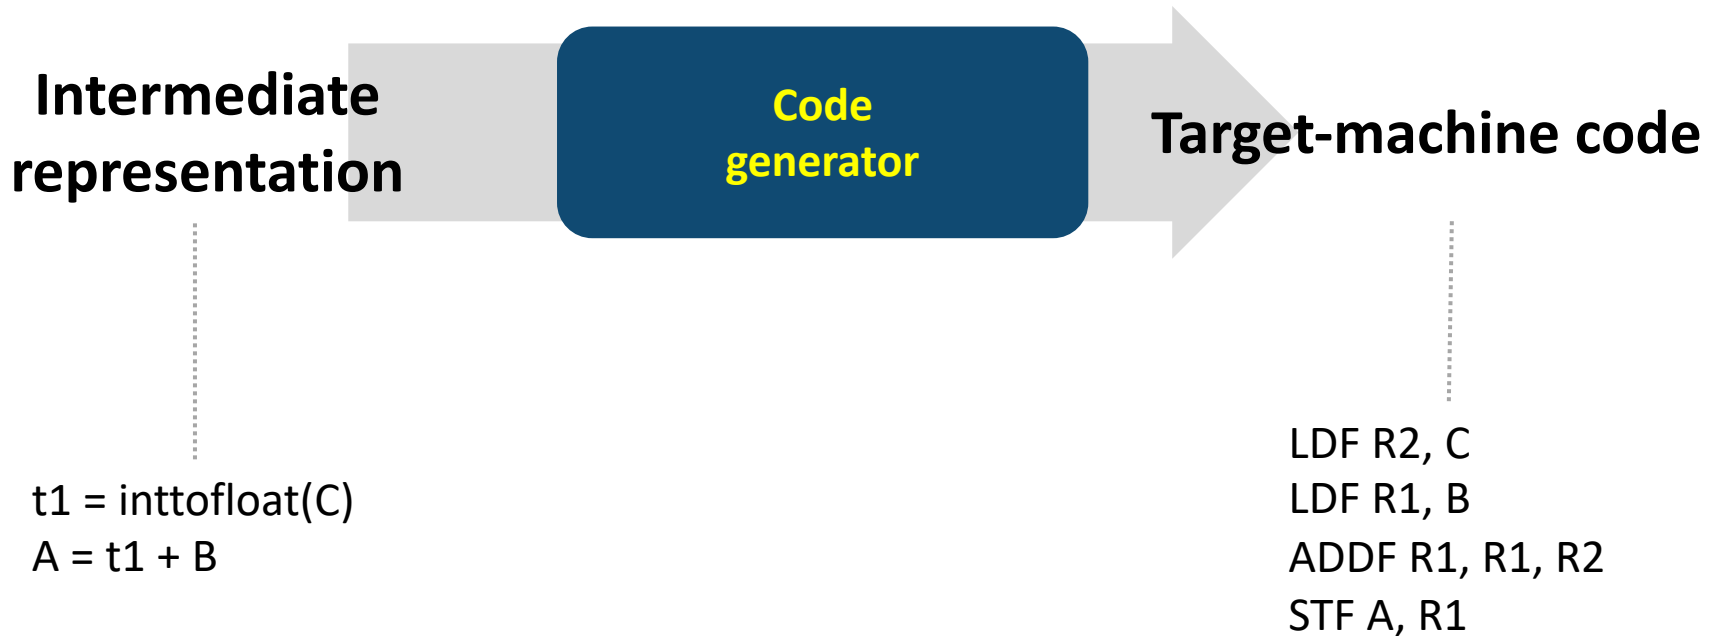 Intermediate
representation
Code
generator
Target-machine code
t1 = inttofloat(C)
A = t1 + B
LDF R2, C
LDF R1, B
ADDF R1, R1, R2
STF A, R1